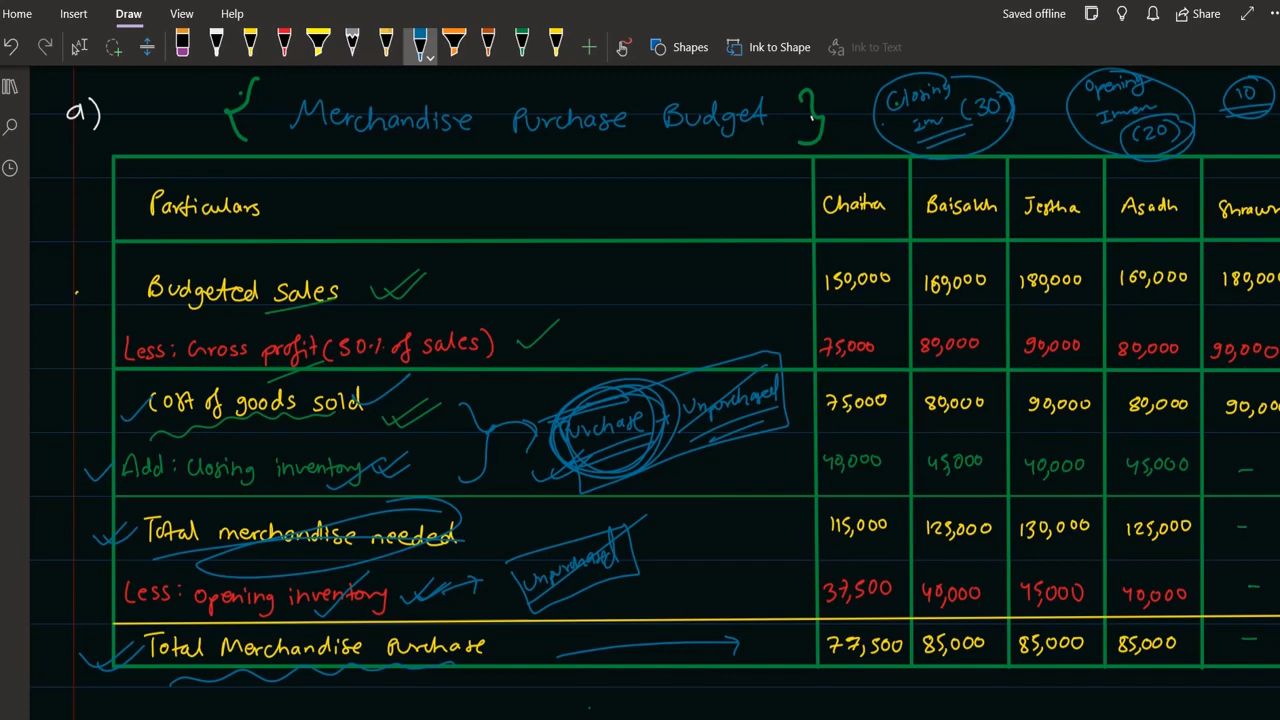 Home Insert Draw View Help Saved offline Share
Shapes Ink to Shape Ink to Text
a) { Merchandise Purchase Budget } Closing Inv (30) Opening Inven (20) 10
Particulars Chaitra Baisakh Jestha Asadh Shrawn
Budgeted sales 150,000 160,000 180,000 160,000 180,000
Less: Gross profit (50% of sales) 75,000 80,000 90,000 80,000 90,000
Cost of goods sold 75,000 80,000 90,000 80,000 90,000
Purchase + Unpurchased
Add: Closing inventory 40,000 45,000 40,000 45,000 -
Total merchandise needed 115,000 125,000 130,000 125,000 -
Unpurchased
Less: Opening inventory 37,500 40,000 45,000 40,000 -
Total Merchandise purchase 77,500 85,000 85,000 85,000 -